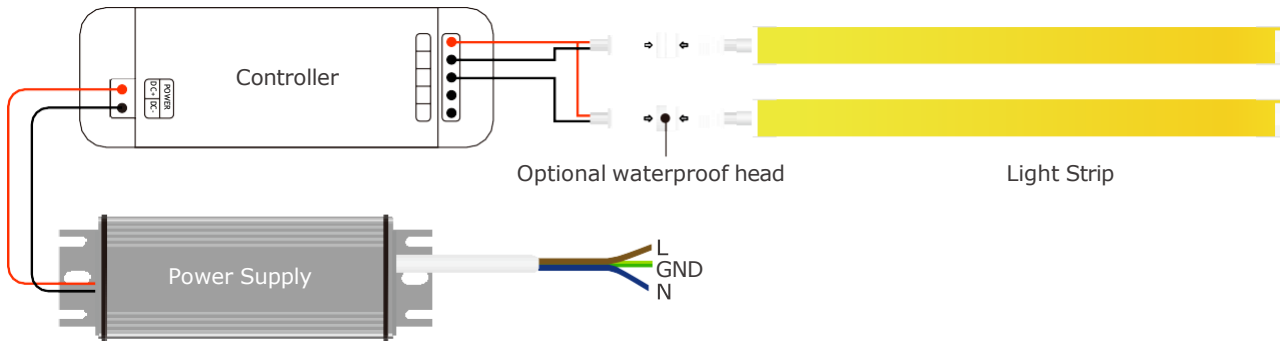 Controller
POWER
DC+
DC-
Optional waterproof head
Light Strip
Power Supply
L
GND
N